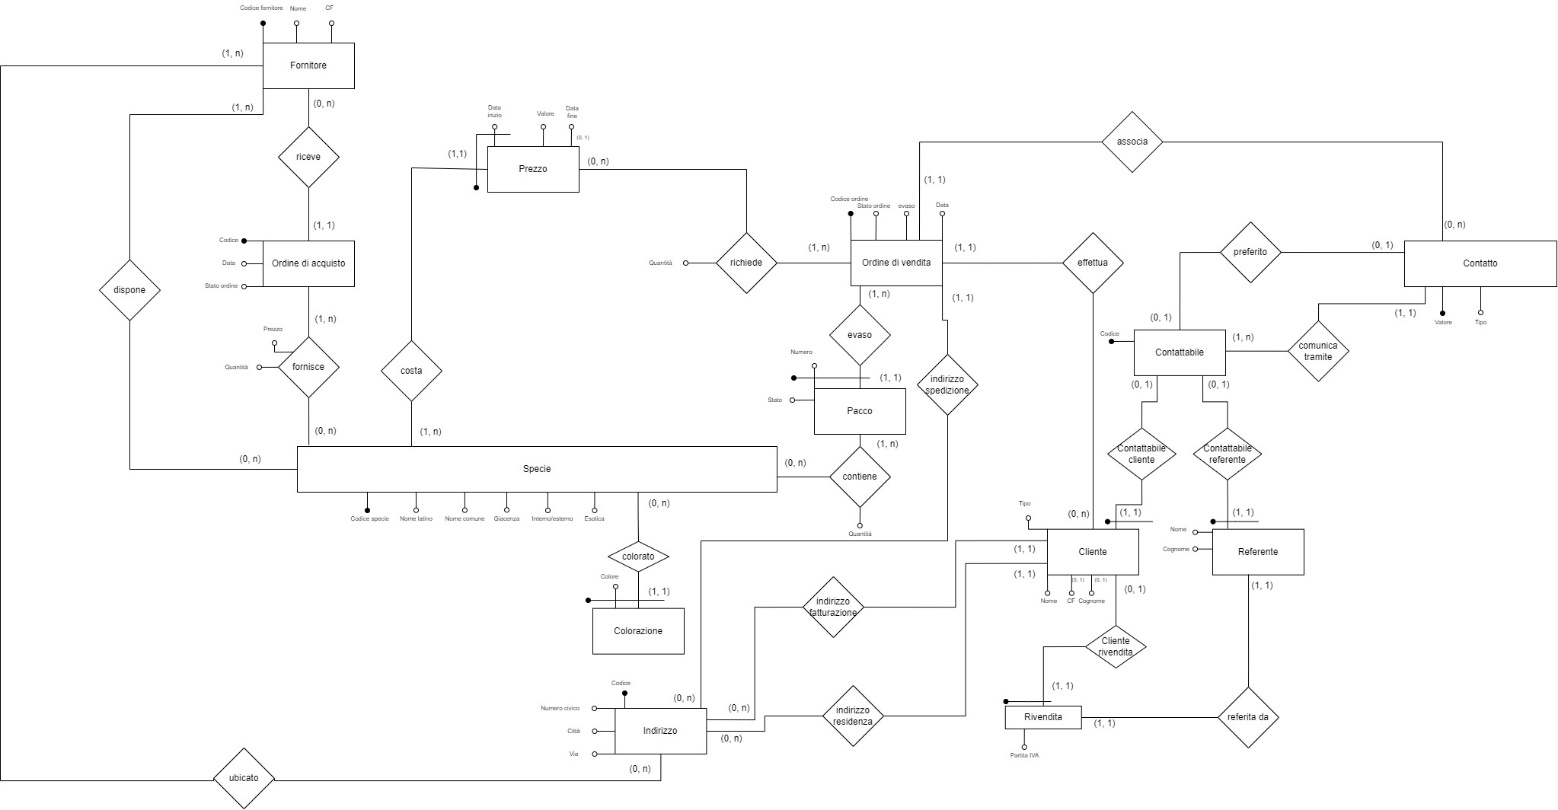 Codice fornitore
Nome
CF
(1, n)
Fornitore
(1, n)
(0, n)
riceve
(1, 1)
Codice
Data
Stato ordine
Ordine di acquisto
dispone
(1, n)
Prezzo
Quantità
fornisce
(0, n)
(0, n)
Data
inizio
Valore
Data
fine
(0, 1)
(1,1)
Prezzo
(0, n)
costa
(1, n)
Quantità
richiede
(1, n)
Codice ordine
Stato ordine
evaso
Data
Ordine di vendita
(1, 1)
associa
(0, n)
(1, 1)
effettua
(1, 1)
(1, n)
evaso
Numero
(1, 1)
Stato
Pacco
(1, n)
indirizzo
spedizione
contiene
(0, n)
Quantità
preferito
(0, 1)
Contatto
(0, 1)
(1, 1)
Valore
Tipo
Codice
Contattabile
(1, n)
comunica
tramite
(0, 1)
(0, 1)
Contattabile
cliente
Contattabile
referente
Specie
Codice specie
Nome latino
Nome comune
Giacenza
Interno/esterno
Esotica
(0, n)
colorato
Colore
(1, 1)
Colorazione
Tipo
(0, n)
(1, 1)
Nome
Cognome
(1, 1)
Cliente
Referente
(1, 1)
(1, 1)
(0, 1)
(0, 1)
Nome
CF
Cognome
(0, 1)
(1, 1)
indirizzo
fatturazione
Cliente
rivendita
Codice
Numero civico
Città
Via
Indirizzo
(0, n)
(0, n)
(0, n)
indirizzo
residenza
(1, 1)
Rivendita
(1, 1)
referita da
Partita IVA
ubicato
(0, n)